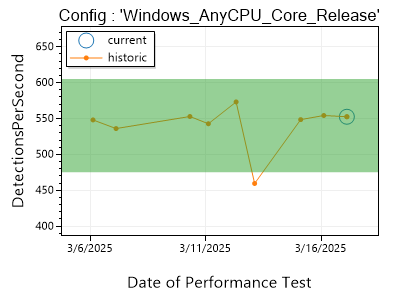 Config : 'Windows_AnyCPU_Core_Release'
current
historic
DetectionsPerSecond
650
600
550
500
450
400
3/6/2025
3/11/2025
3/16/2025
Date of Performance Test